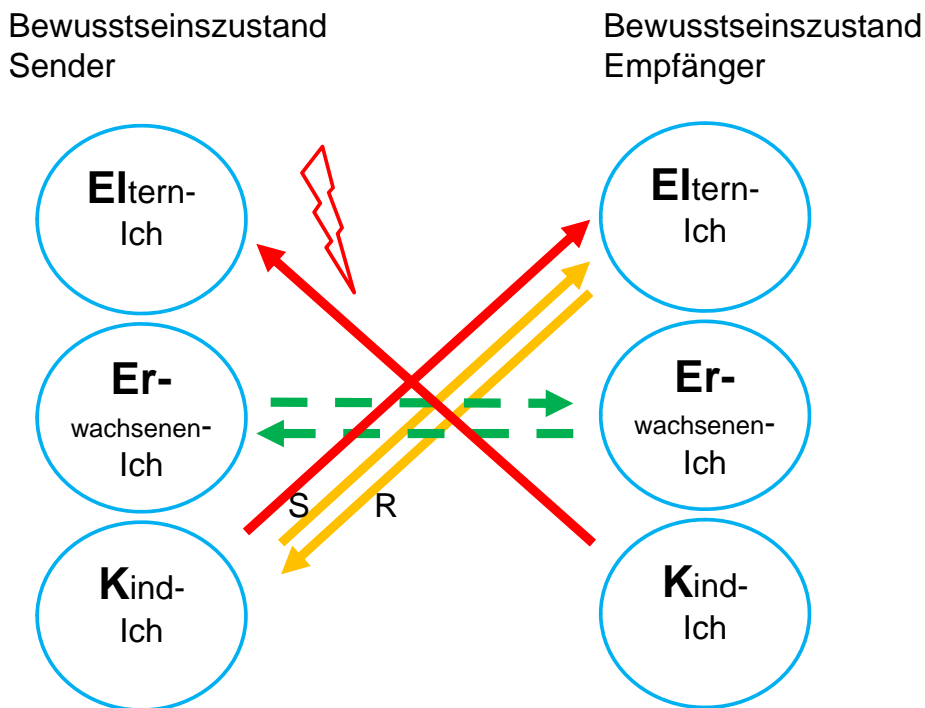 Bewusstseinszustand
Sender
Bewusstseinszustand
Empfänger
Eltern-
Ich
Eltern-
Ich
Er-
wachsenen-
Ich
Er-
wachsenen-
Ich
S
R
Kind-
Ich
Kind-
Ich